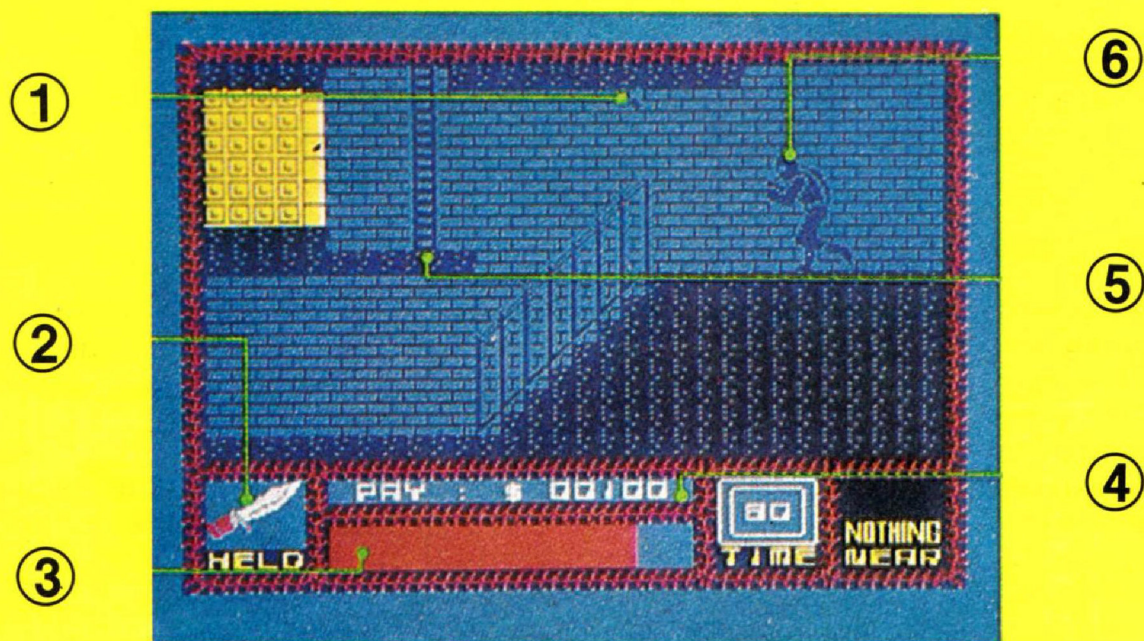 ①
⑥
⑤
②
④
PAY : $ 00100
NOTHING
HELD
TIME
NEAR
③